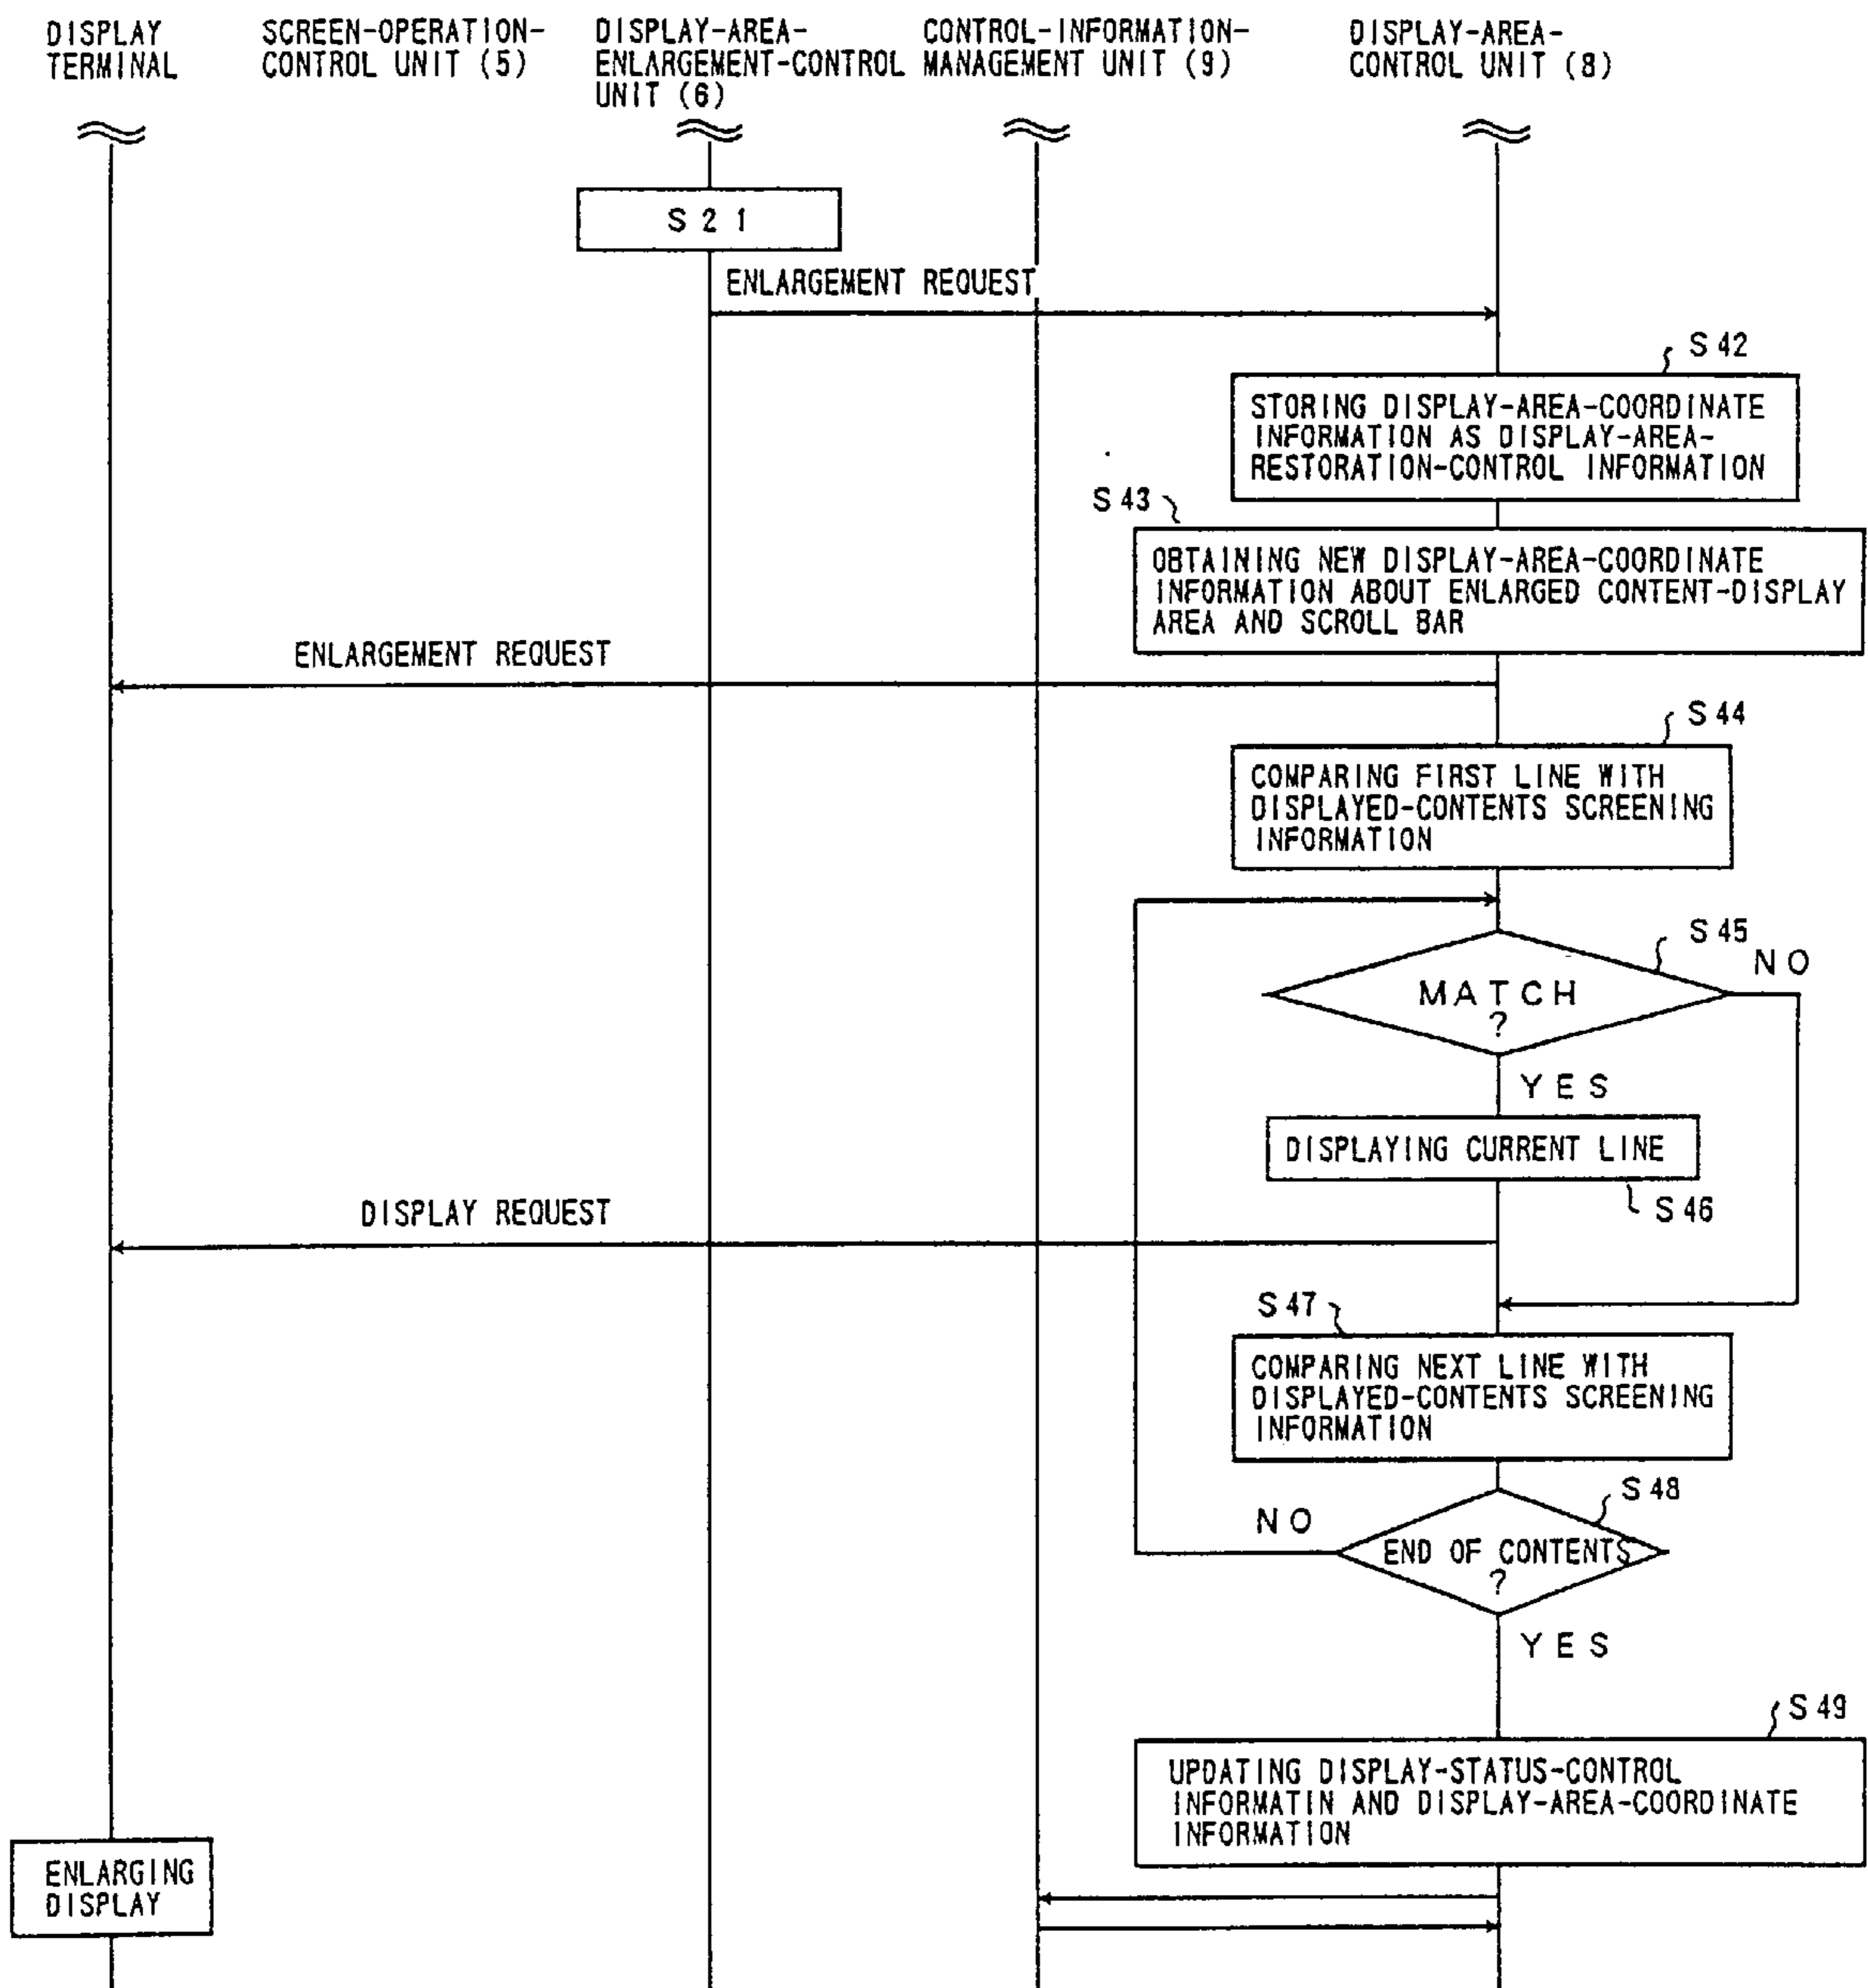 DISPLAY
TERMINAL
SCREEN-OPERATION-
CONTROL UNIT (5)
DISPLAY-AREA-
ENLARGEMENT-CONTROL
UNIT (6)
CONTROL-INFORMATION-
MANAGEMENT UNIT (9)
DISPLAY-AREA-
CONTROL UNIT (8)
S 2 1
ENLARGEMENT REQUEST
S 42
STORING DISPLAY-AREA-COORDINATE
INFORMATION AS DISPLAY-AREA-
RESTORATION-CONTROL INFORMATION
S 43
OBTAINING NEW DISPLAY-AREA-COORDINATE
INFORMATION ABOUT ENLARGED CONTENT-DISPLAY
AREA AND SCROLL BAR
ENLARGEMENT REQUEST
S 44
COMPARING FIRST LINE WITH
DISPLAYED-CONTENTS SCREENING
INFORMATION
S 45
NO
MATCH
?
YES
DISPLAYING CURRENT LINE
S 46
DISPLAY REQUEST
S 47
COMPARING NEXT LINE WITH
DISPLAYED-CONTENTS SCREENING
INFORMATION
S 48
NO
END OF CONTENTS
?
YES
S 49
UPDATING DISPLAY-STATUS-CONTROL
INFORMATIN AND DISPLAY-AREA-COORDINATE
INFORMATION
ENLARGING
DISPLAY